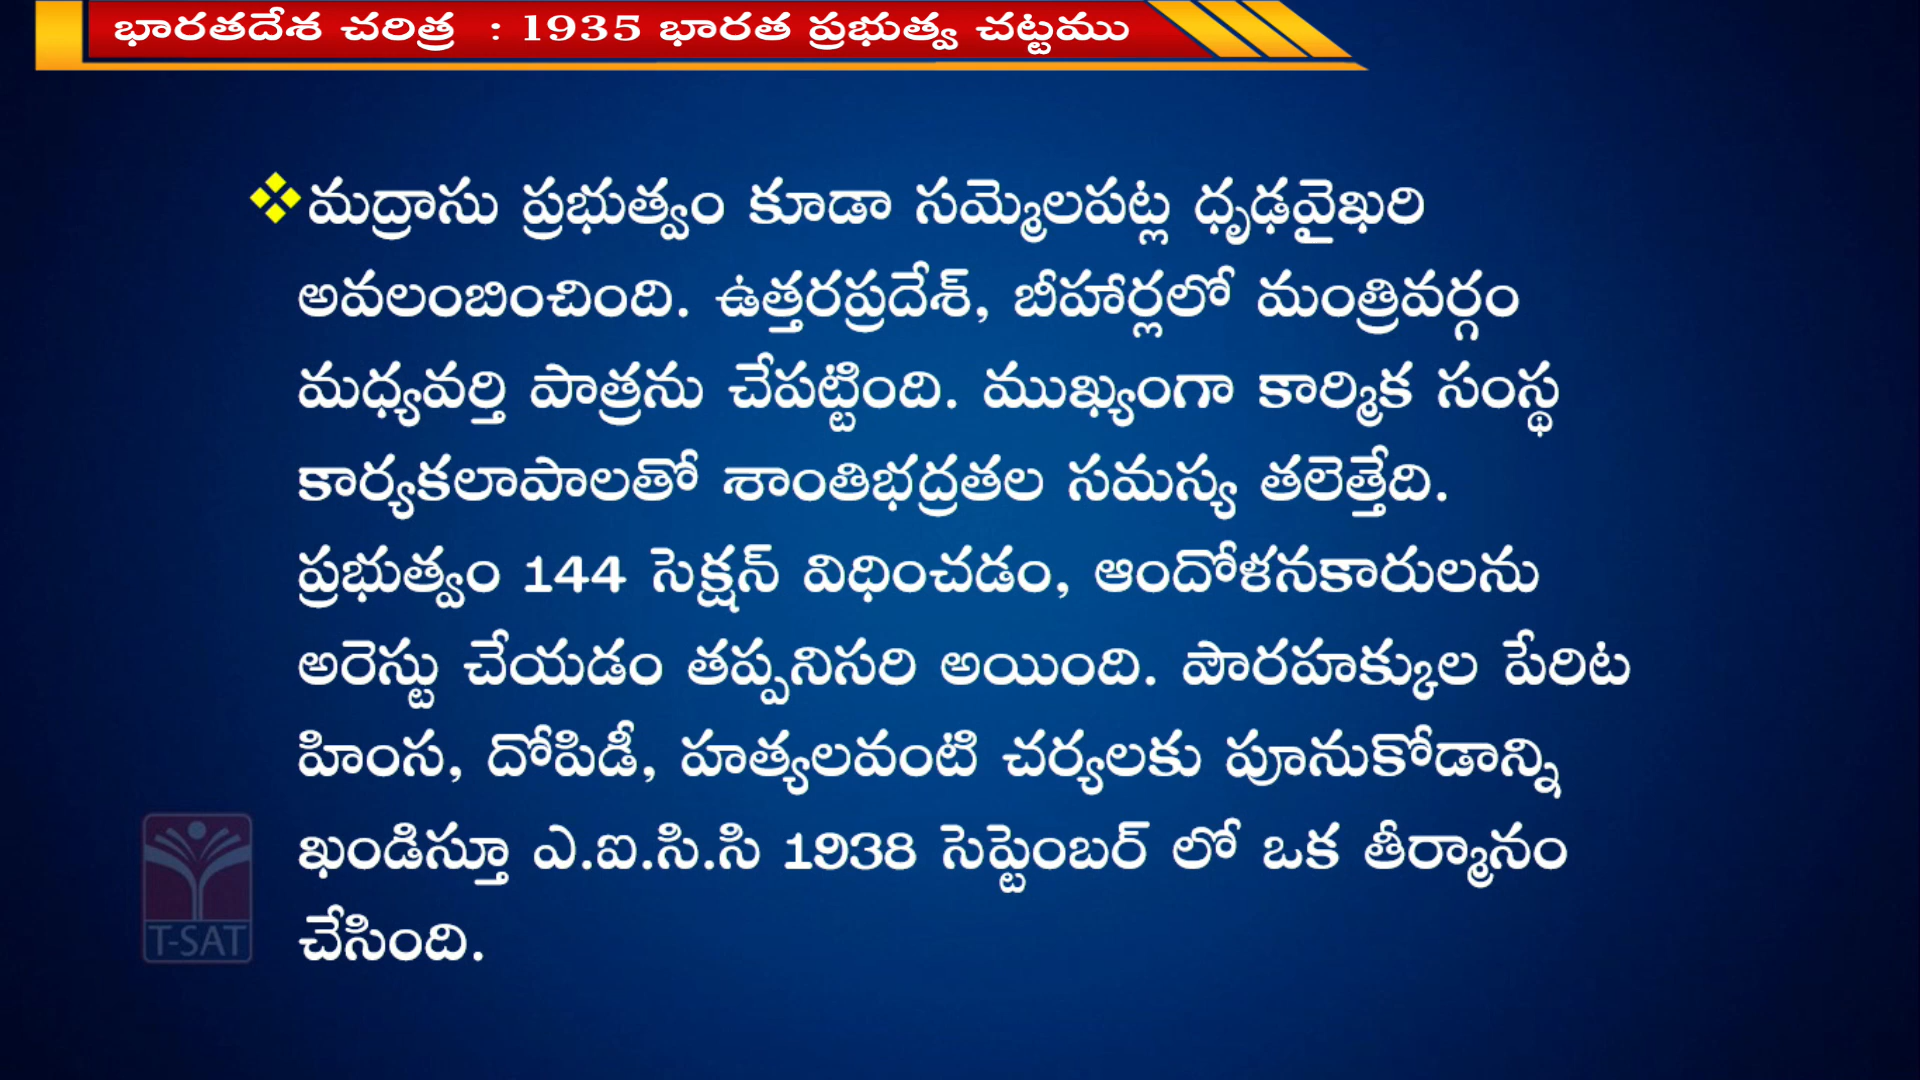 భారతదేశ చరిత్ర : 1935 భారత ప్రభుత్వ చట్టము
❖మద్రాసు ప్రభుత్వం కూడా సమ్మెలపట్ల ధృఢవైఖరి
అవలంబించింది. ఉత్తరప్రదేశ్, బీహార్లలో మంత్రివర్గం
మధ్యవర్తి పాత్రను చేపట్టింది. ముఖ్యంగా కార్మిక సంస్థ
కార్యకలాపాలతో శాంతిభద్రతల సమస్య తలెత్తేది.
ప్రభుత్వం 144 సెక్షన్ విధించడం, ఆందోళనకారులను
అరెస్టు చేయడం తప్పనిసరి అయింది. పౌరహక్కుల పేరిట
హింస, దోపిడీ, హత్యలవంటి చర్యలకు పూనుకోడాన్ని
ఖండిస్తూ ఎ.ఐ.సి.సి 1938 సెప్టెంబర్ లో ఒక తీర్మానం
చేసింది.
T-SAT